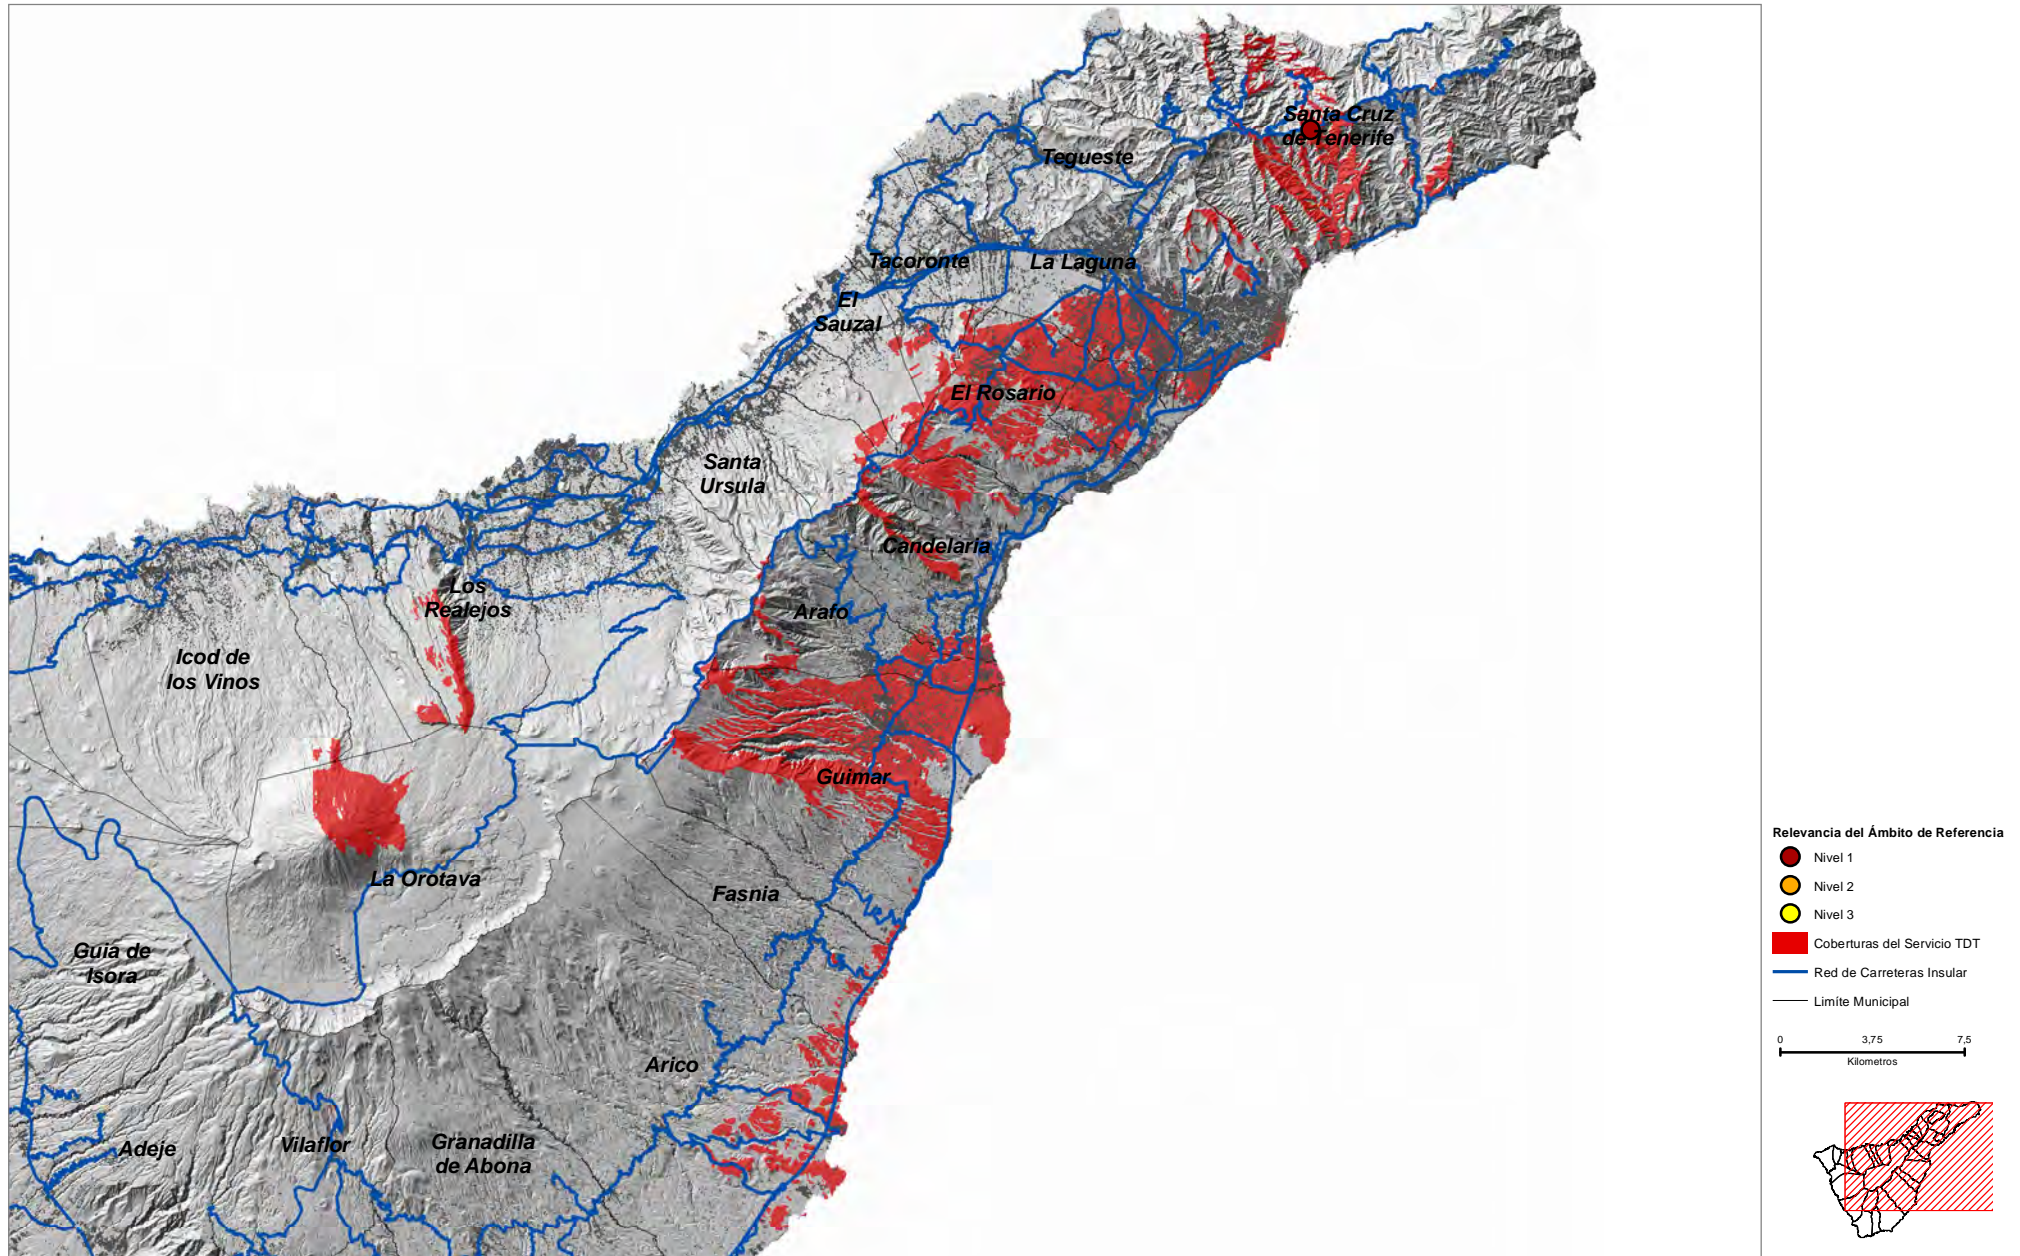 Santa Cruz
de Tenerife
Tegueste
Tacoronte
La Laguna
El
Sauzal
El Rosario
Santa
Ursula
Candelaria
Los
Realejos
Arafo
Icod de
los Vinos
Guimar
La Orotava
Fasnia
Guia de
Isora
Arico
Adeje
Vilaflor
Granadilla
de Abona
Relevancia del Ámbito de Referencia
Nivel 1
Nivel 2
Nivel 3
Coberturas del Servicio TDT
Red de Carreteras Insular
Limíte Municipal
0 3,75 7,5
Kilometros